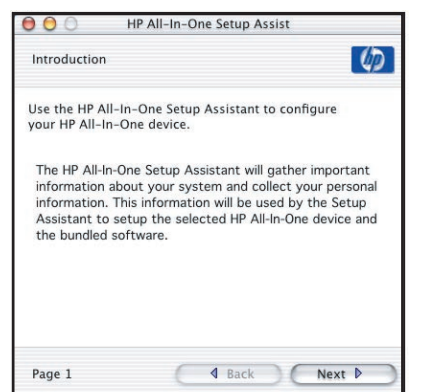 HP All-In-One Setup Assist
Introduction
hp
Use the HP All-In-One Setup Assistant to configure
your HP All-In-One device.
The HP All-In-One Setup Assistant will gather important
information about your system and collect your personal
information. This information will be used by the Setup
Assistant to setup the selected HP All-In-One device and
the bundled software.
Page 1
Back
Next